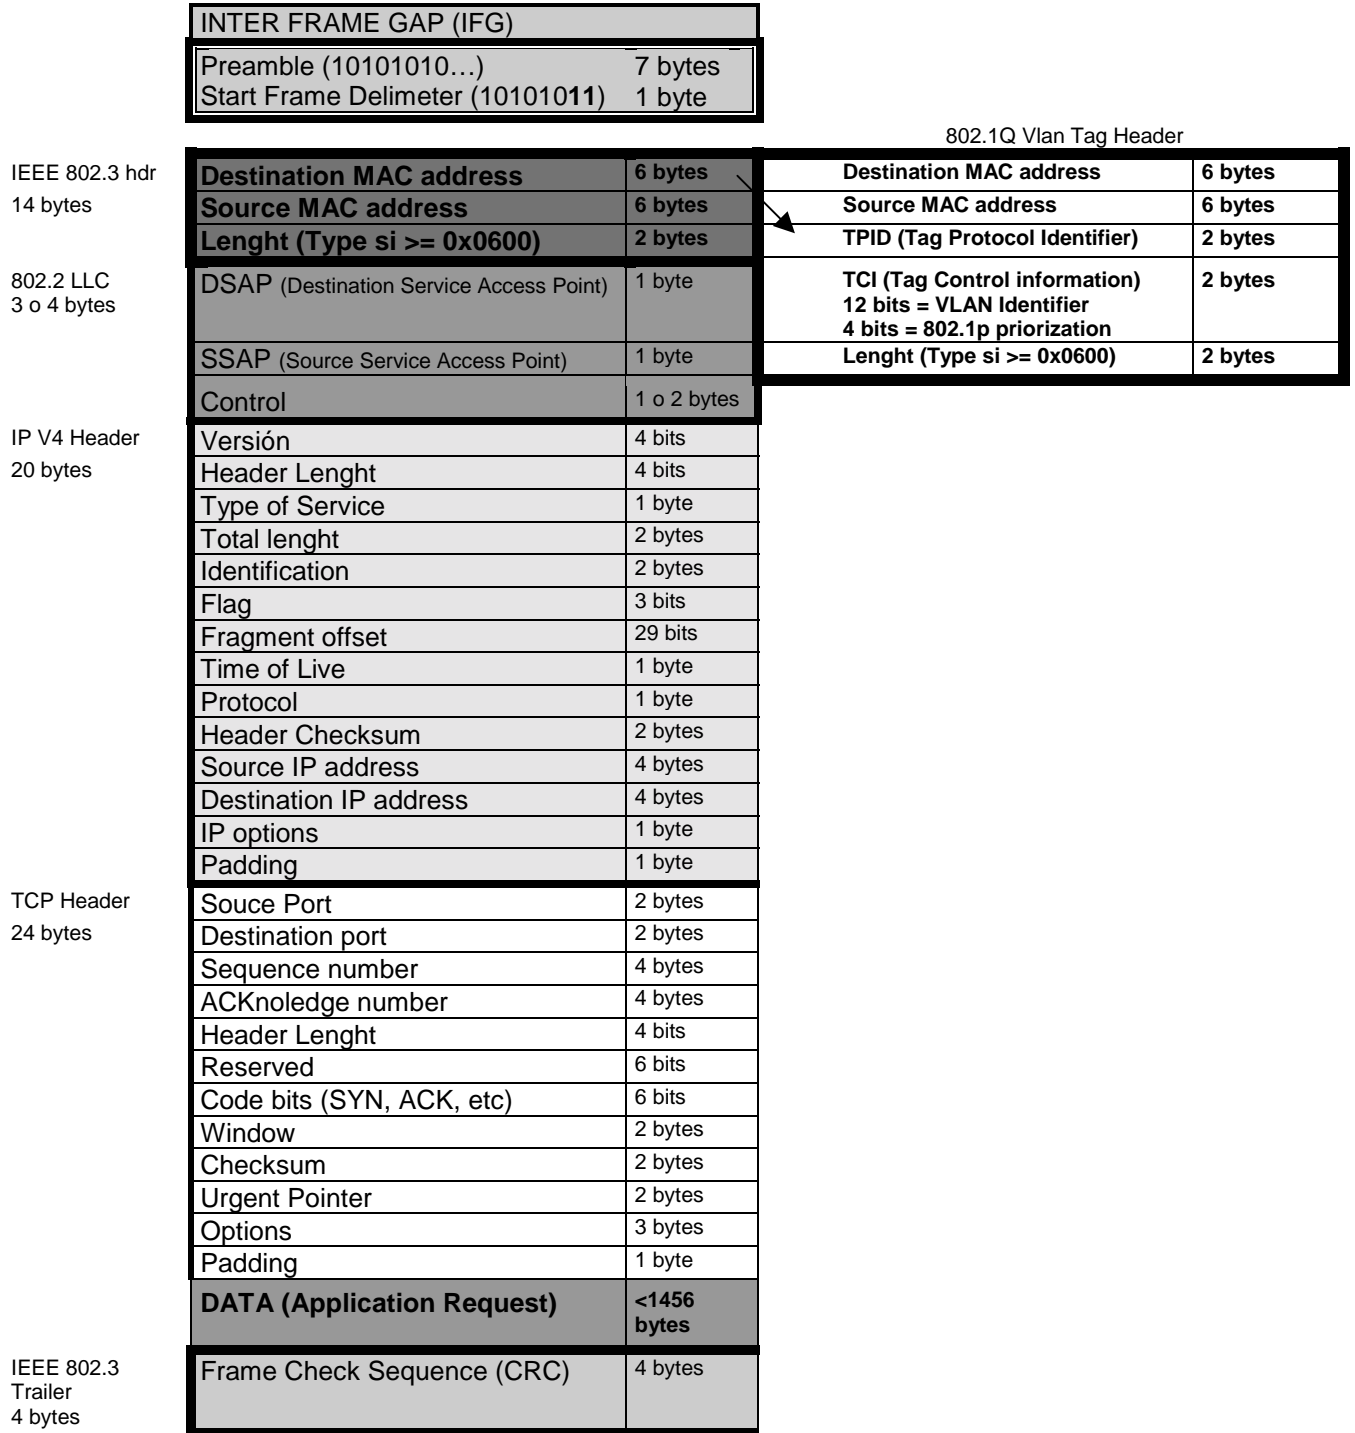 INTER FRAME GAP (IFG)
Preamble (10101010…) 7 bytes
Start Frame Delimeter (10101011) 1 byte
802.1Q Vlan Tag Header
IEEE 802.3 hdr Destination MAC address 6 bytes Destination MAC address 6 bytes
14 bytes Source MAC address 6 bytes Source MAC address 6 bytes
Lenght (Type si >= 0x0600) 2 bytes TPID (Tag Protocol Identifier) 2 bytes
802.2 LLC DSAP (Destination Service Access Point) 1 byte TCI (Tag Control information) 2 bytes
3 o 4 bytes 12 bits = VLAN Identifier
4 bits = 802.1p priorization
SSAP (Source Service Access Point) 1 byte Lenght (Type si >= 0x0600) 2 bytes
Control 1 o 2 bytes
IP V4 Header Versión 4 bits
20 bytes Header Lenght 4 bits
Type of Service 1 byte
Total lenght 2 bytes
Identification 2 bytes
Flag 3 bits
Fragment offset 29 bits
Time of Live 1 byte
Protocol 1 byte
Header Checksum 2 bytes
Source IP address 4 bytes
Destination IP address 4 bytes
IP options 1 byte
Padding 1 byte
TCP Header Souce Port 2 bytes
24 bytes Destination port 2 bytes
Sequence number 4 bytes
ACKnoledge number 4 bytes
Header Lenght 4 bits
Reserved 6 bits
Code bits (SYN, ACK, etc) 6 bits
Window 2 bytes
Checksum 2 bytes
Urgent Pointer 2 bytes
Options 3 bytes
Padding 1 byte
DATA (Application Request) <1456
bytes
IEEE 802.3 Frame Check Sequence (CRC) 4 bytes
Trailer
4 bytes